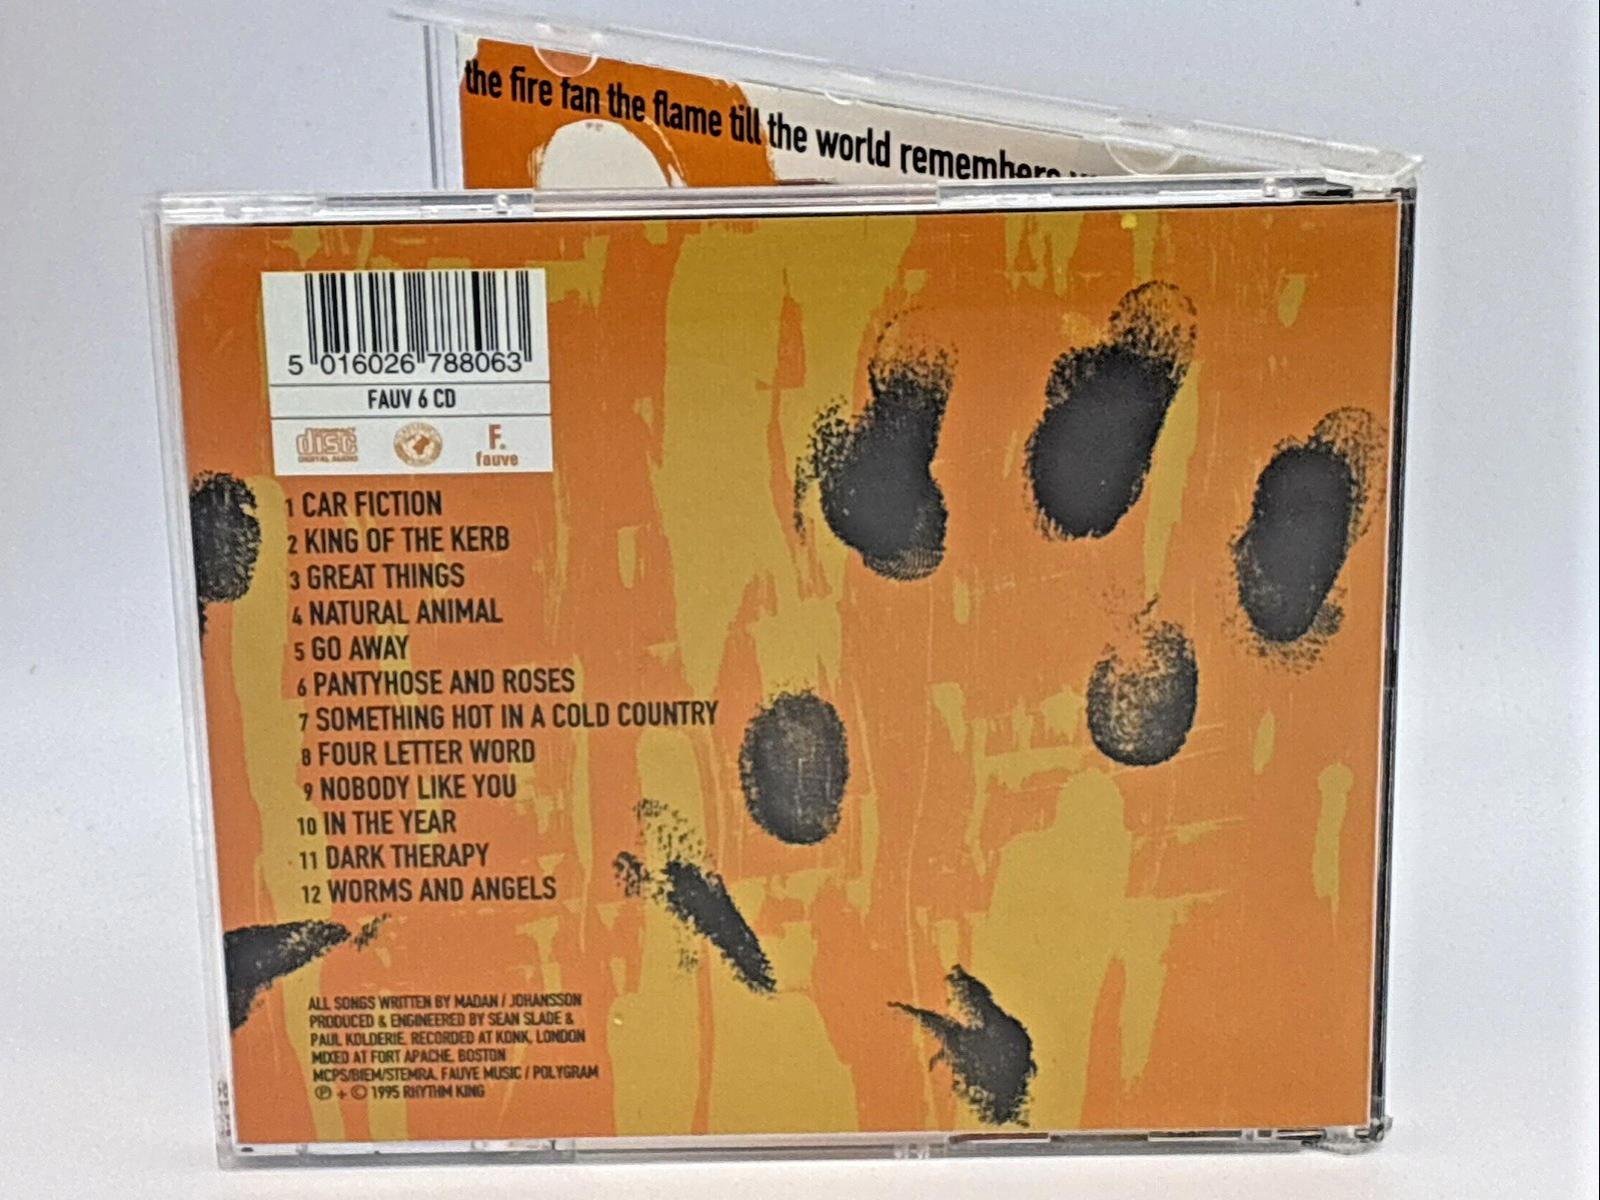 the fire fan the flame till the world remembers
5 016026 788063
FAUV 6 CD
disc
DIGITAL AUDIO
F.
fauve
1 CAR FICTION
2 KING OF THE KERB
3 GREAT THINGS
4 NATURAL ANIMAL
5 GO AWAY
6 PANTYHOSE AND ROSES
7 SOMETHING HOT IN A COLD COUNTRY
8 FOUR LETTER WORD
9 NOBODY LIKE YOU
10 IN THE YEAR
11 DARK THERAPY
12 WORMS AND ANGELS
ALL SONGS WRITTEN BY MADAN / JOHANSSON
PRODUCED & ENGINEERED BY SEAN SLADE &
PAUL KOLDERIE. RECORDED AT KONK, LONDON
MIXED AT FORT APACHE, BOSTON
MCPS/BIEM/STEMRA. FAUVE MUSIC / POLYGRAM
℗ + © 1995 RHYTHM KING